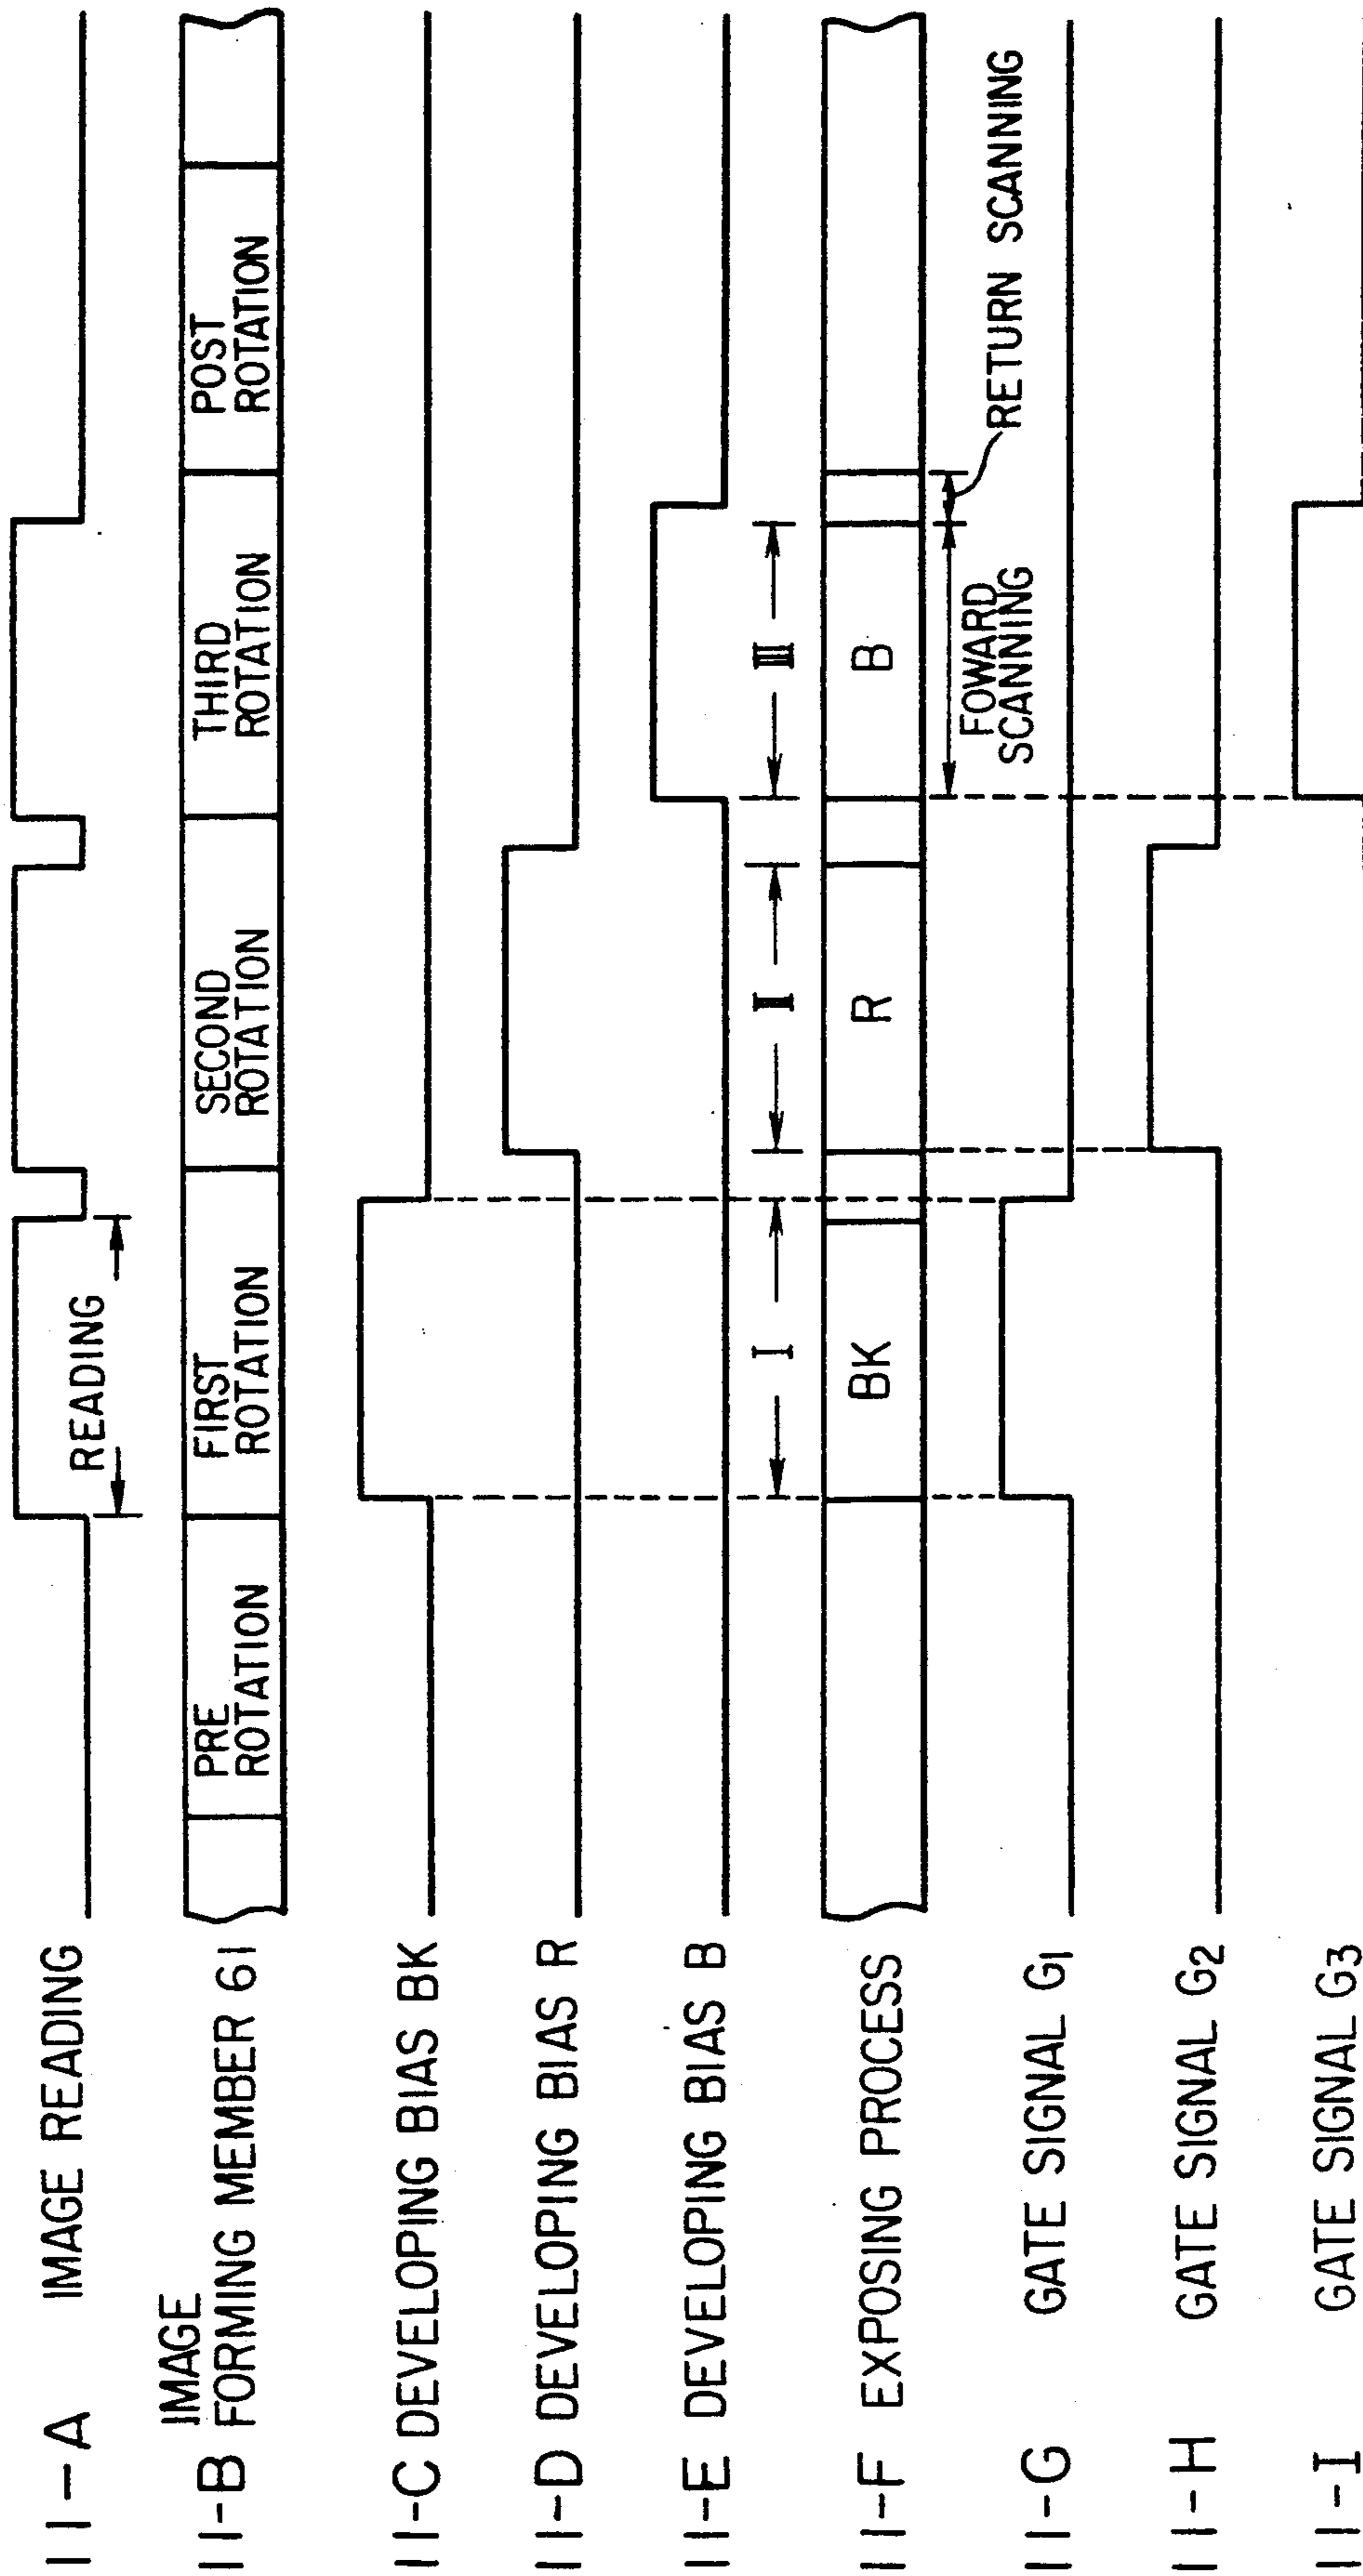 11-A IMAGE READING
READING
11-B IMAGE
FORMING MEMBER 61
PRE
ROTATION
FIRST
ROTATION
SECOND
ROTATION
THIRD
ROTATION
POST
ROTATION
11-C DEVELOPING BIAS BK
11-D DEVELOPING BIAS R
11-E DEVELOPING BIAS B
I
II
III
11-F EXPOSING PROCESS
BK
R
B
FOWARD
SCANNING
RETURN SCANNING
11-G GATE SIGNAL G1
11-H GATE SIGNAL G2
11-I GATE SIGNAL G3